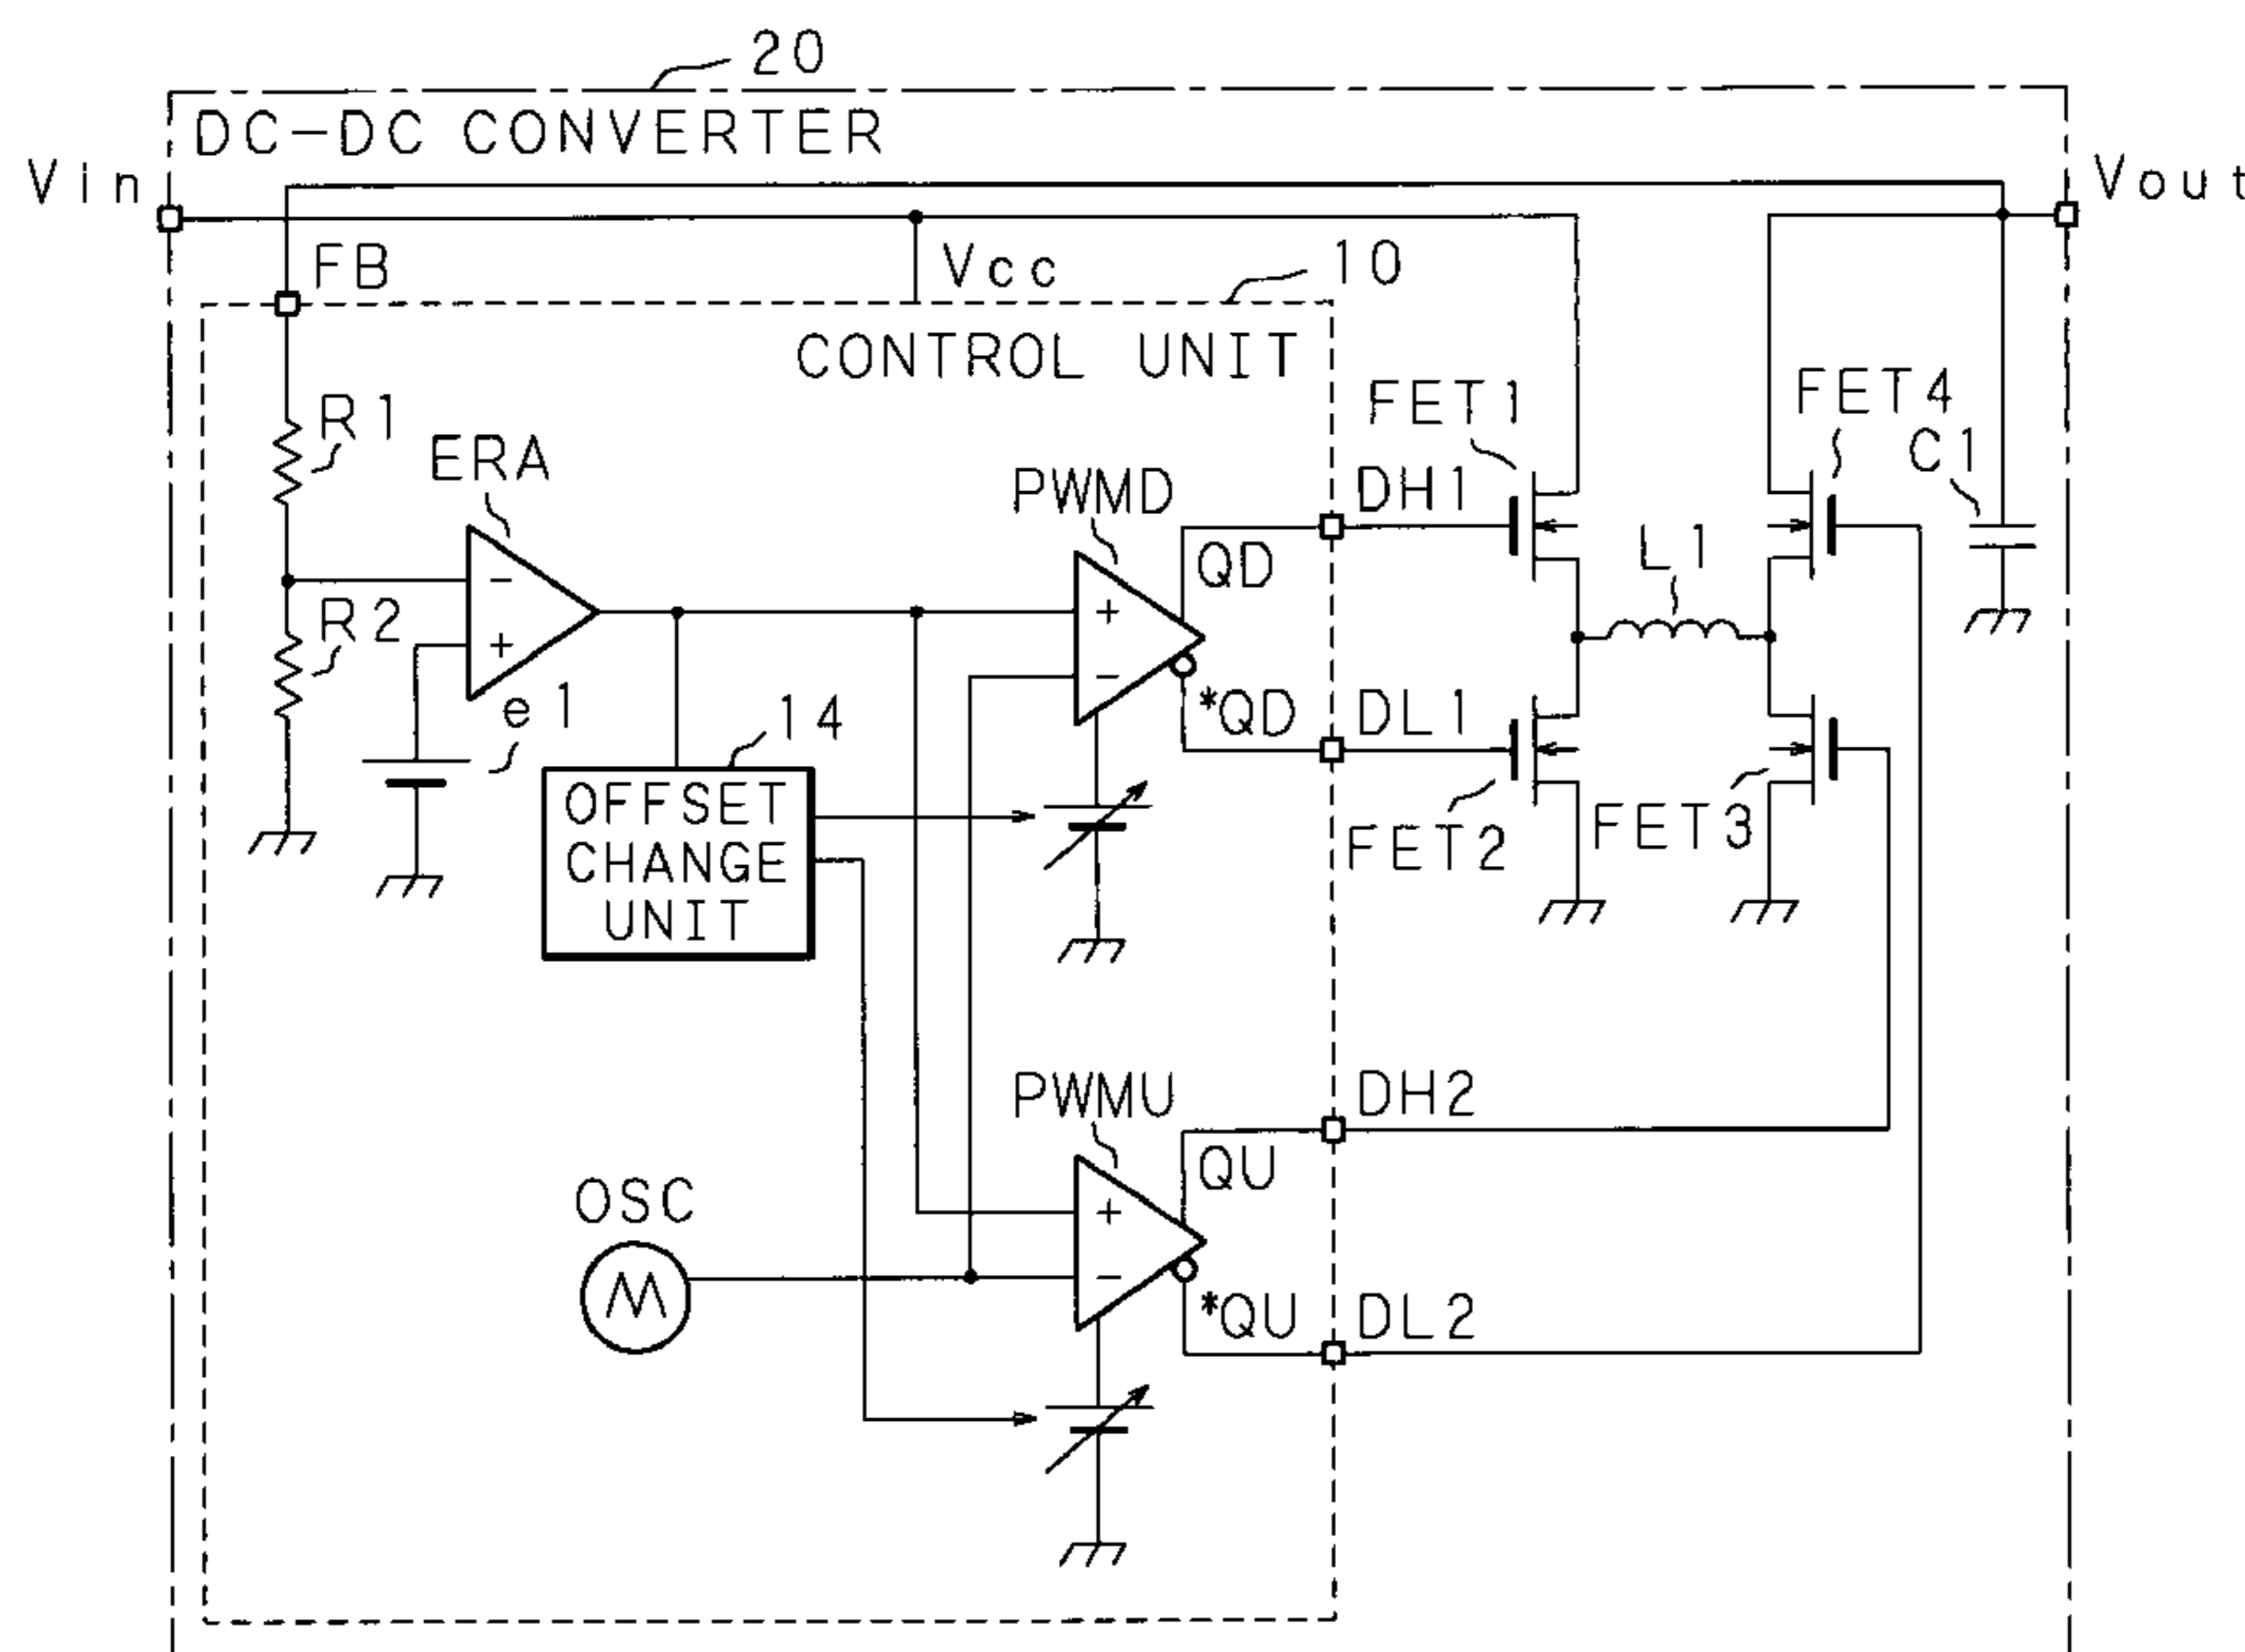 20
DC-DC CONVERTER
Vin
Vout
FB
Vcc
10
CONTROL UNIT
R1
ERA
PWMD
DH1
FET1
FET4
C1
QD
L1
-
+
R2
+
-
e1
14
*QD
DL1
OFFSET
CHANGE
UNIT
FET2
FET3
PWMU
DH2
QU
OSC
+
-
*QU
DL2